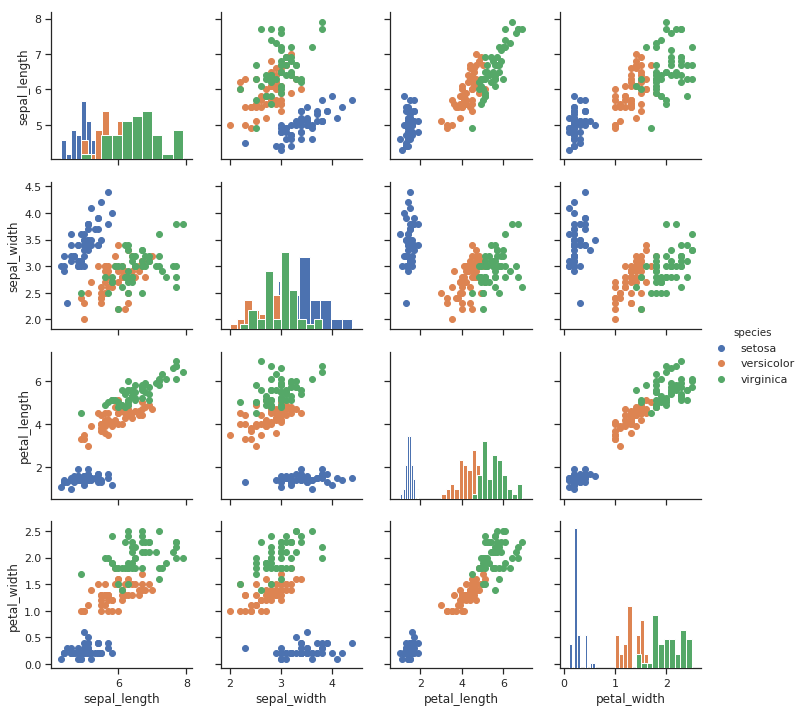 sepal_length
8
7
6
5
sepal_width
4.5
4.0
3.5
3.0
2.5
2.0
species
setosa
versicolor
virginica
petal_length
6
4
2
petal_width
2.5
2.0
1.5
1.0
0.5
0.0
6 8
2 3 4
2 4 6
0 1 2
sepal_length sepal_width petal_length petal_width